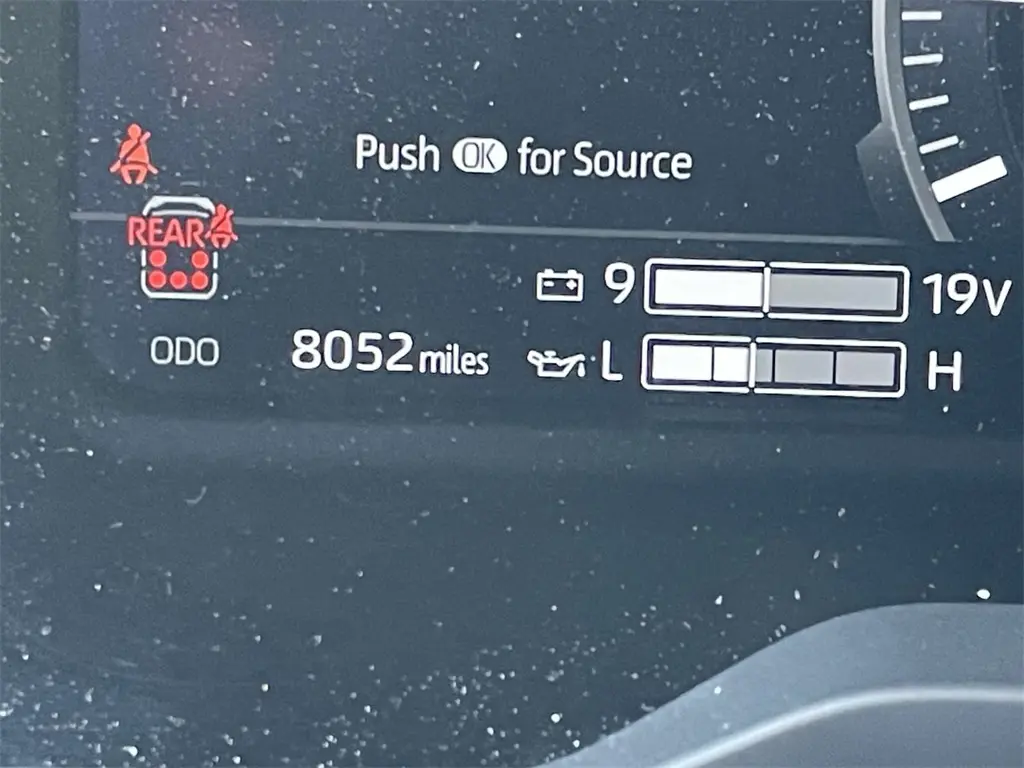 Push OK for Source
REAR
9 19V
ODO 8052 miles L H